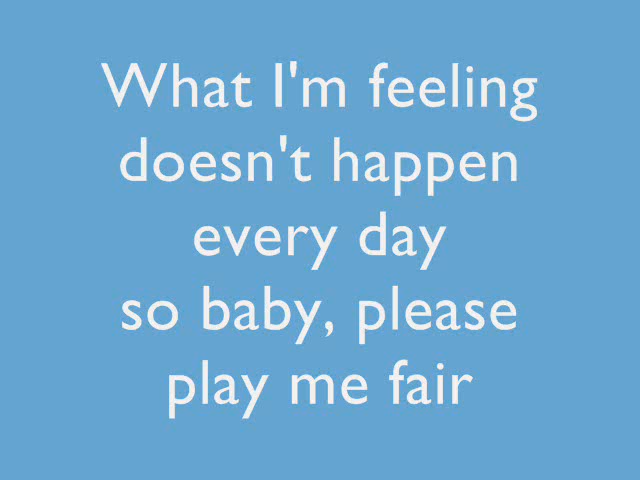 What I'm feeling
doesn't happen
every day
so baby, please
play me fair